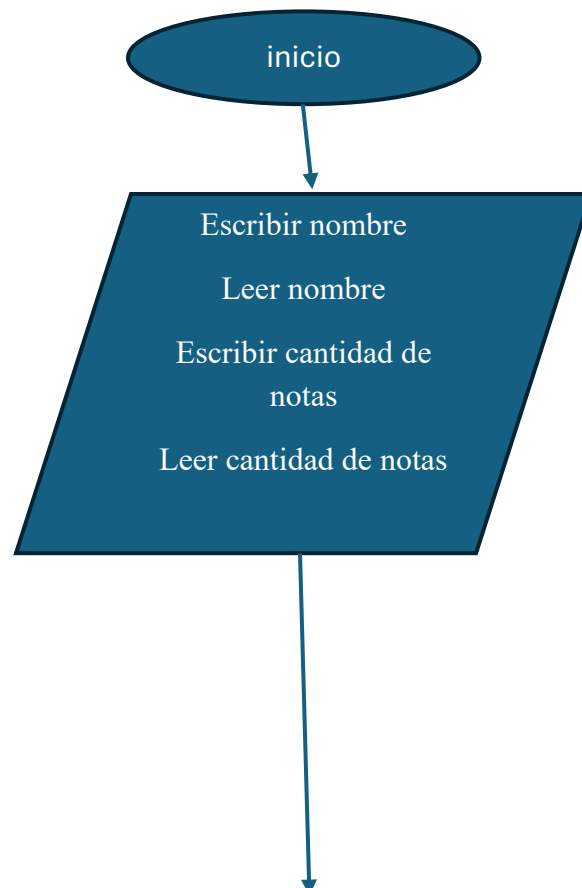 inicio
Escribir nombre
Leer nombre
Escribir cantidad de
notas
Leer cantidad de notas